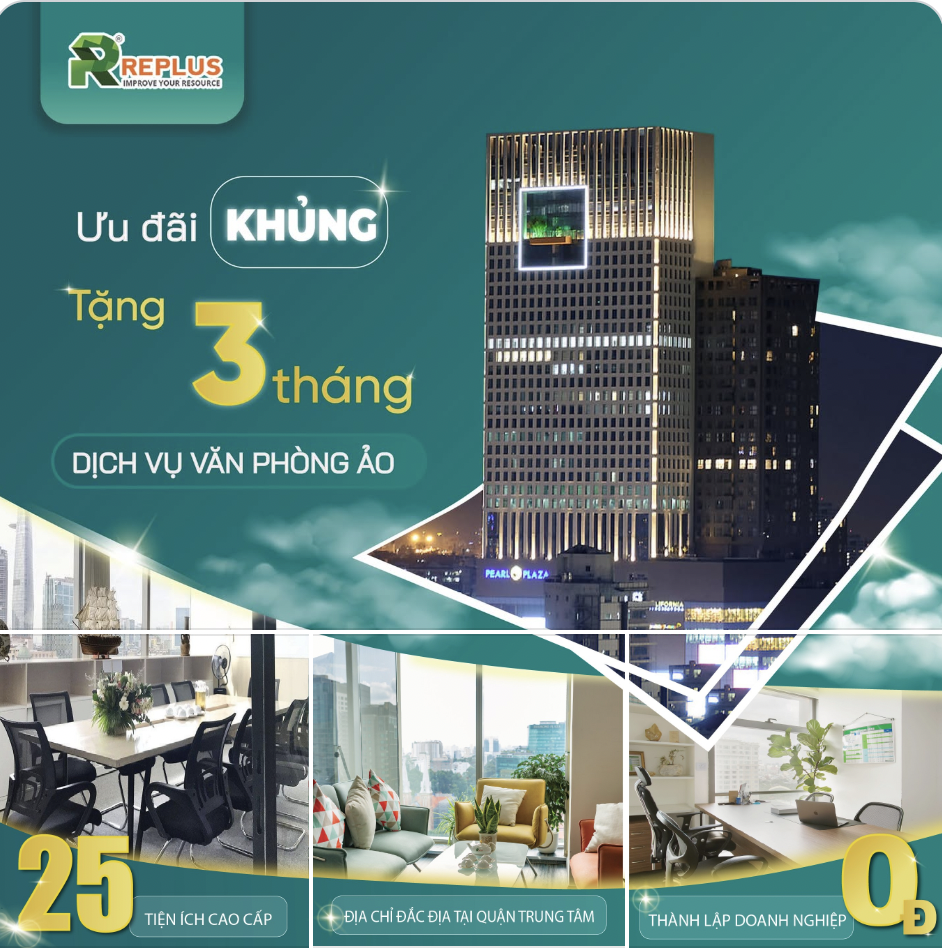 REPLUS®
IMPROVE YOUR RESOURCE
Ưu đãi KHỦNG
Tặng 3 tháng
DỊCH VỤ VĂN PHÒNG ẢO
PEARL PLAZA
LIFORNIA
25 TIỆN ÍCH CAO CẤP
ĐỊA CHỈ ĐẮC ĐỊA TẠI QUẬN TRUNG TÂM
THÀNH LẬP DOANH NGHIỆP 0Đ